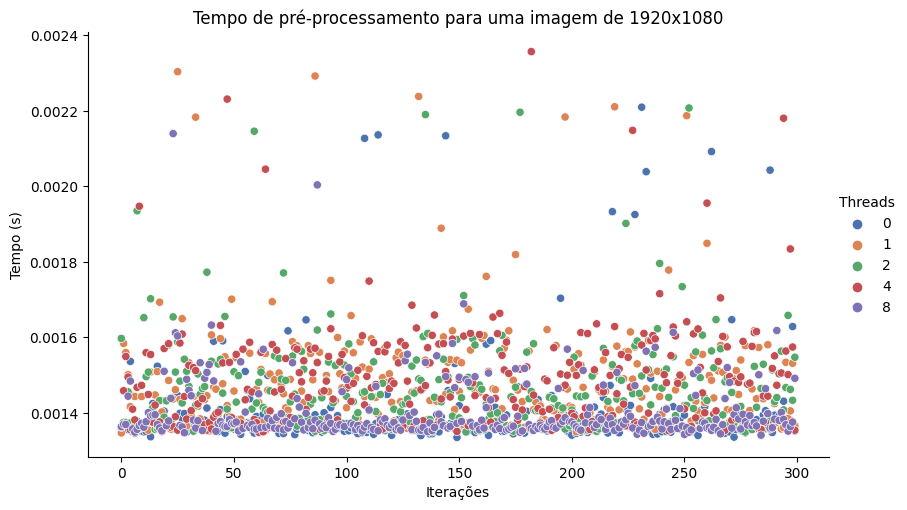 Tempo de pré-processamento para uma imagem de 1920x1080
0.0024
0.0022
0.0020
0.0018
0.0016
0.0014
Tempo (s)
0 50 100 150 200 250 300
Iterações
Threads
0
1
2
4
8